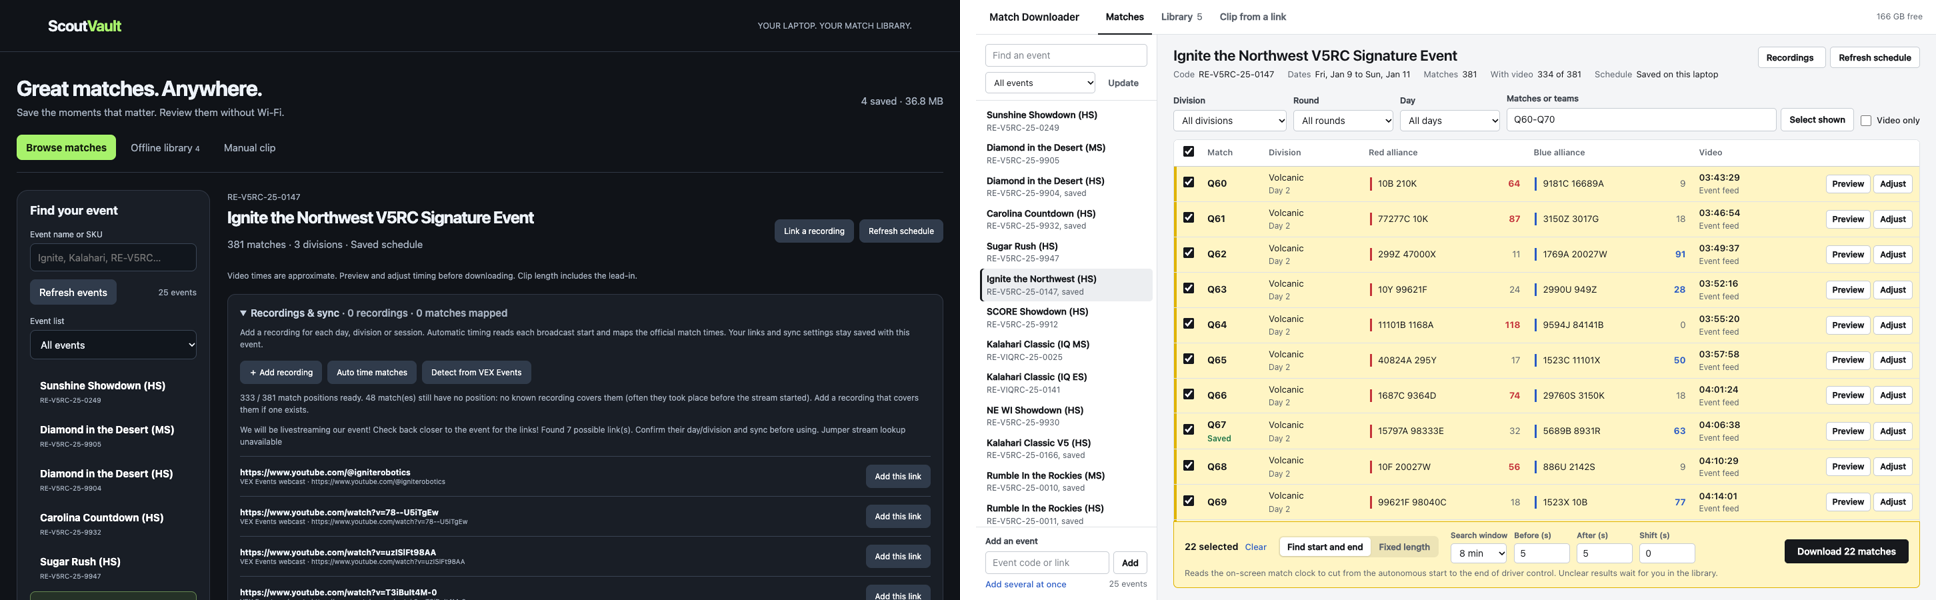 ScoutVault
YOUR LAPTOP. YOUR MATCH LIBRARY.
Great matches. Anywhere.
Save the moments that matter. Review them without Wi-Fi.
4 saved · 36.8 MB
Browse matches
Offline library 4
Manual clip
Find your event
Event name or SKU
Ignite, Kalahari, RE-V5RC...
Refresh events
25 events
Event list
All events
Sunshine Showdown (HS)
RE-V5RC-25-0249
Diamond in the Desert (MS)
RE-V5RC-25-9905
Diamond in the Desert (HS)
RE-V5RC-25-9904
Carolina Countdown (HS)
RE-V5RC-25-9932
Sugar Rush (HS)
RE-V5RC-25-9947
RE-V5RC-25-0147
Ignite the Northwest V5RC Signature Event
381 matches · 3 divisions · Saved schedule
Link a recording
Refresh schedule
Video times are approximate. Preview and adjust timing before downloading. Clip length includes the lead-in.
▼ Recordings & sync · 0 recordings · 0 matches mapped
Add a recording for each day, division or session. Automatic timing reads each broadcast start and maps the official match times. Your links and sync settings stay saved with this
event.
+ Add recording
Auto time matches
Detect from VEX Events
333 / 381 match positions ready. 48 match(es) still have no position: no known recording covers them (often they took place before the stream started). Add a recording that covers
them if one exists.
We will be livestreaming our event! Check back closer to the event for the links! Found 7 possible link(s). Confirm their day/division and sync before using. Jumper stream lookup
unavailable
https://www.youtube.com/@igniterobotics
VEX Events webcast · https://www.youtube.com/@igniterobotics
Add this link
https://www.youtube.com/watch?v=78--U5iTgEw
VEX Events webcast · https://www.youtube.com/watch?v=78--U5iTgEw
Add this link
https://www.youtube.com/watch?v=uzISlFt98AA
VEX Events webcast · https://www.youtube.com/watch?v=uzISlFt98AA
Add this link
https://www.youtube.com/watch?v=T3iBuIt4M-0
Add this link
Match Downloader
Matches
Library 5
Clip from a link
166 GB free
Find an event
All events
Update
Sunshine Showdown (HS)
RE-V5RC-25-0249
Diamond in the Desert (MS)
RE-V5RC-25-9905
Diamond in the Desert (HS)
RE-V5RC-25-9904, saved
Carolina Countdown (HS)
RE-V5RC-25-9932, saved
Sugar Rush (HS)
RE-V5RC-25-9947
Ignite the Northwest (HS)
RE-V5RC-25-0147, saved
SCORE Showdown (HS)
RE-V5RC-25-9912
Kalahari Classic (IQ MS)
RE-VIQRC-25-0025
Kalahari Classic (IQ ES)
RE-VIQRC-25-0141
NE WI Showdown (HS)
RE-V5RC-25-9930
Kalahari Classic V5 (HS)
RE-V5RC-25-0166, saved
Rumble In the Rockies (MS)
RE-V5RC-25-0010, saved
Rumble In the Rockies (HS)
RE-V5RC-25-0011, saved
Add an event
Event code or link
Add
Add several at once
25 events
Ignite the Northwest V5RC Signature Event
Recordings
Refresh schedule
Code RE-V5RC-25-0147 Dates Fri, Jan 9 to Sun, Jan 11 Matches 381 With video 334 of 381 Schedule Saved on this laptop
Division
Round
Day
Matches or teams
All divisions
All rounds
All days
Q60-Q70
Select shown
Video only
Match Division Red alliance Blue alliance Video
Q60 Volcanic 10B 210K 64 9181C 16689A 9 03:43:29 Preview Adjust
Day 2 Event feed
Q61 Volcanic 77277C 10K 87 3150Z 3017G 18 03:46:54 Preview Adjust
Day 2 Event feed
Q62 Volcanic 299Z 47000X 11 1769A 20027W 91 03:49:37 Preview Adjust
Day 2 Event feed
Q63 Volcanic 10Y 99621F 24 2990U 949Z 28 03:52:16 Preview Adjust
Day 2 Event feed
Q64 Volcanic 11101B 1168A 118 9594J 84141B 0 03:55:20 Preview Adjust
Day 2 Event feed
Q65 Volcanic 40824A 295Y 17 1523C 11101X 50 03:57:58 Preview Adjust
Day 2 Event feed
Q66 Volcanic 1687C 9364D 74 29760S 3150K 18 04:01:24 Preview Adjust
Day 2 Event feed
Q67 Volcanic 15797A 98333E 32 5689B 8931R 63 04:06:38 Preview Adjust
Saved Day 2 Event feed
Q68 Volcanic 10F 20027W 56 886U 2142S 9 04:10:29 Preview Adjust
Day 2 Event feed
Q69 Volcanic 99621F 98040C 18 1523X 10B 77 04:14:01 Preview Adjust
Day 2 Event feed
22 selected
Clear
Find start and end
Fixed length
Search window
Before (s)
After (s)
Shift (s)
8 min
5
5
0
Download 22 matches
Reads the on-screen match clock to cut from the autonomous start to the end of driver control. Unclear results wait for you in the library.